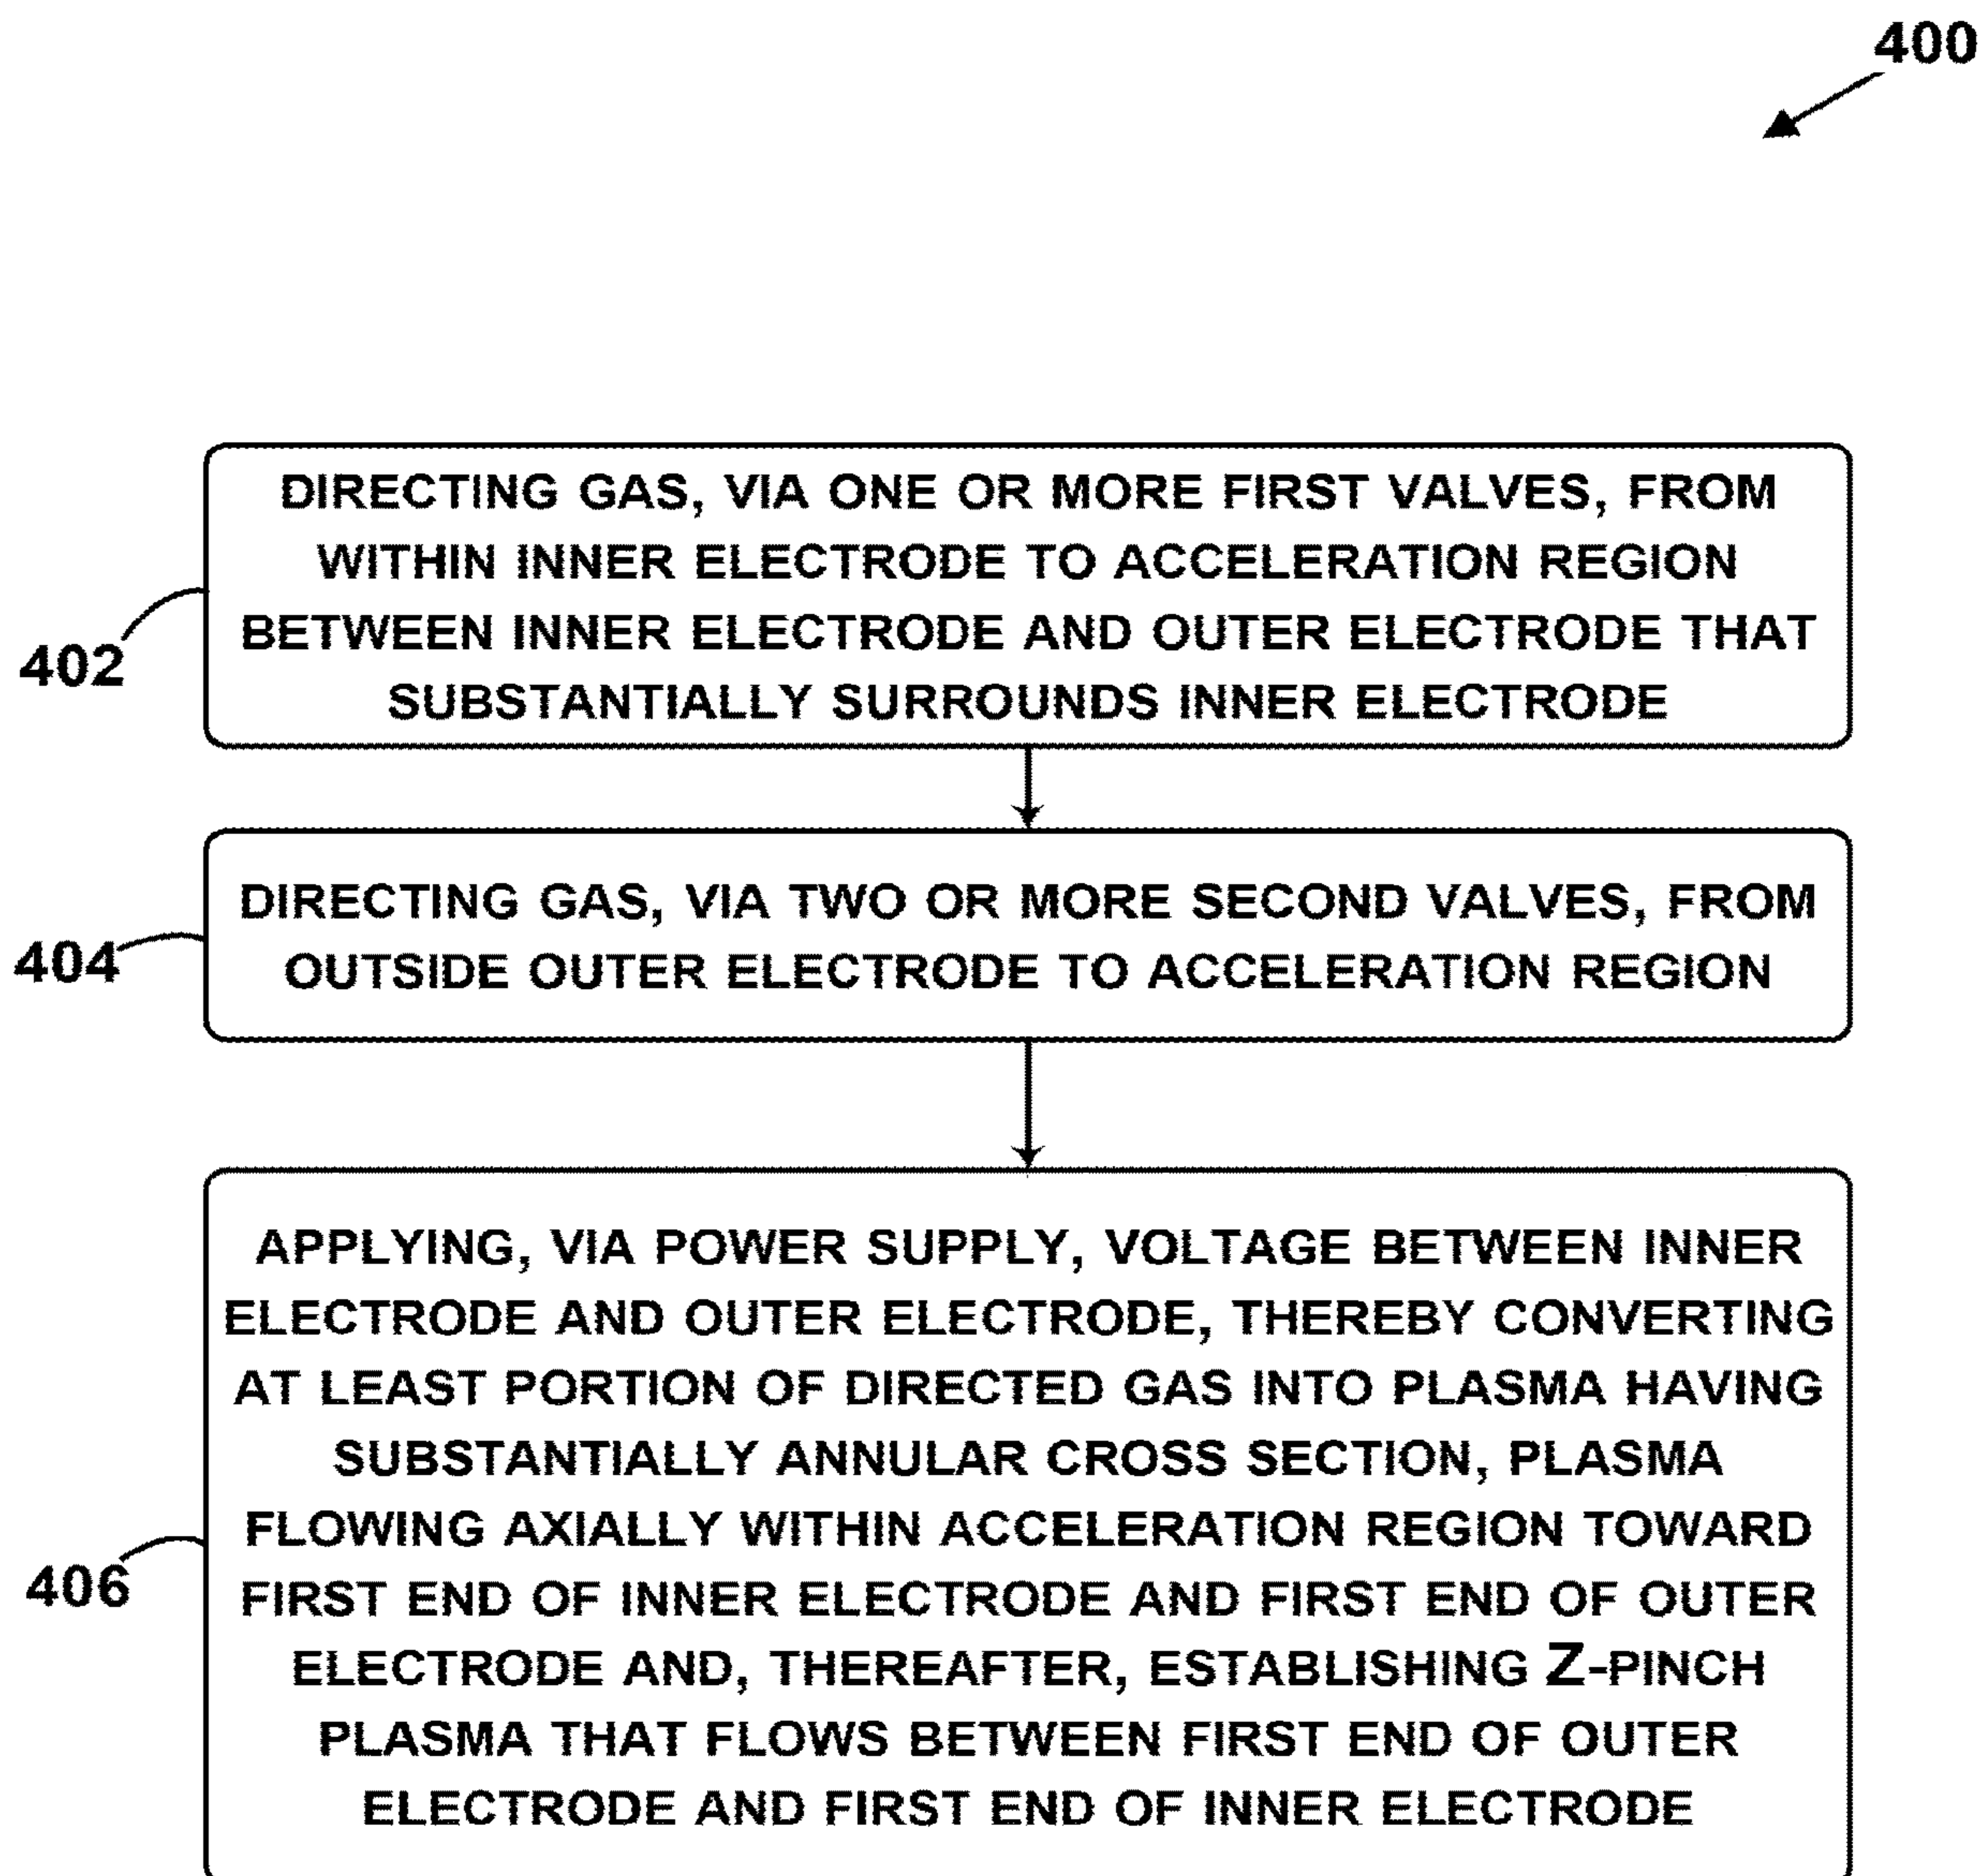 400
DIRECTING GAS, VIA ONE OR MORE FIRST VALVES, FROM
WITHIN INNER ELECTRODE TO ACCELERATION REGION
BETWEEN INNER ELECTRODE AND OUTER ELECTRODE THAT
SUBSTANTIALLY SURROUNDS INNER ELECTRODE
402
DIRECTING GAS, VIA TWO OR MORE SECOND VALVES, FROM
OUTSIDE OUTER ELECTRODE TO ACCELERATION REGION
404
APPLYING, VIA POWER SUPPLY, VOLTAGE BETWEEN INNER
ELECTRODE AND OUTER ELECTRODE, THEREBY CONVERTING
AT LEAST PORTION OF DIRECTED GAS INTO PLASMA HAVING
SUBSTANTIALLY ANNULAR CROSS SECTION, PLASMA
FLOWING AXIALLY WITHIN ACCELERATION REGION TOWARD
FIRST END OF INNER ELECTRODE AND FIRST END OF OUTER
ELECTRODE AND, THEREAFTER, ESTABLISHING Z-PINCH
PLASMA THAT FLOWS BETWEEN FIRST END OF OUTER
ELECTRODE AND FIRST END OF INNER ELECTRODE
406